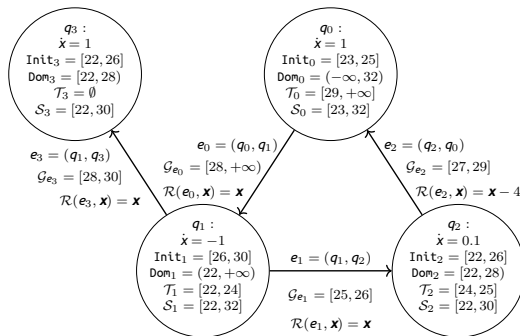 q₃ :
ẋ = 1
Init₃ = [22, 26]
Dom₃ = [22, 28)
𝒯₃ = ∅
𝒮₃ = [22, 30]
q₀ :
ẋ = 1
Init₀ = [23, 25]
Dom₀ = (−∞, 32)
𝒯₀ = [29, +∞]
𝒮₀ = [23, 32]
e₃ = (q₁, q₃)
𝒢e₃ = [28, 30]
ℛ(e₃, x) = x
e₀ = (q₀, q₁)
𝒢e₀ = [28, +∞)
ℛ(e₀, x) = x
e₂ = (q₂, q₀)
𝒢e₂ = [27, 29]
ℛ(e₂, x) = x − 4
q₁ :
ẋ = −1
Init₁ = [26, 30]
Dom₁ = (22, +∞)
𝒯₁ = [22, 24]
𝒮₁ = [22, 32]
e₁ = (q₁, q₂)
𝒢e₁ = [25, 26]
ℛ(e₁, x) = x
q₂ :
ẋ = 0.1
Init₂ = [22, 26]
Dom₂ = [22, 28)
𝒯₂ = [24, 25]
𝒮₂ = [22, 30]